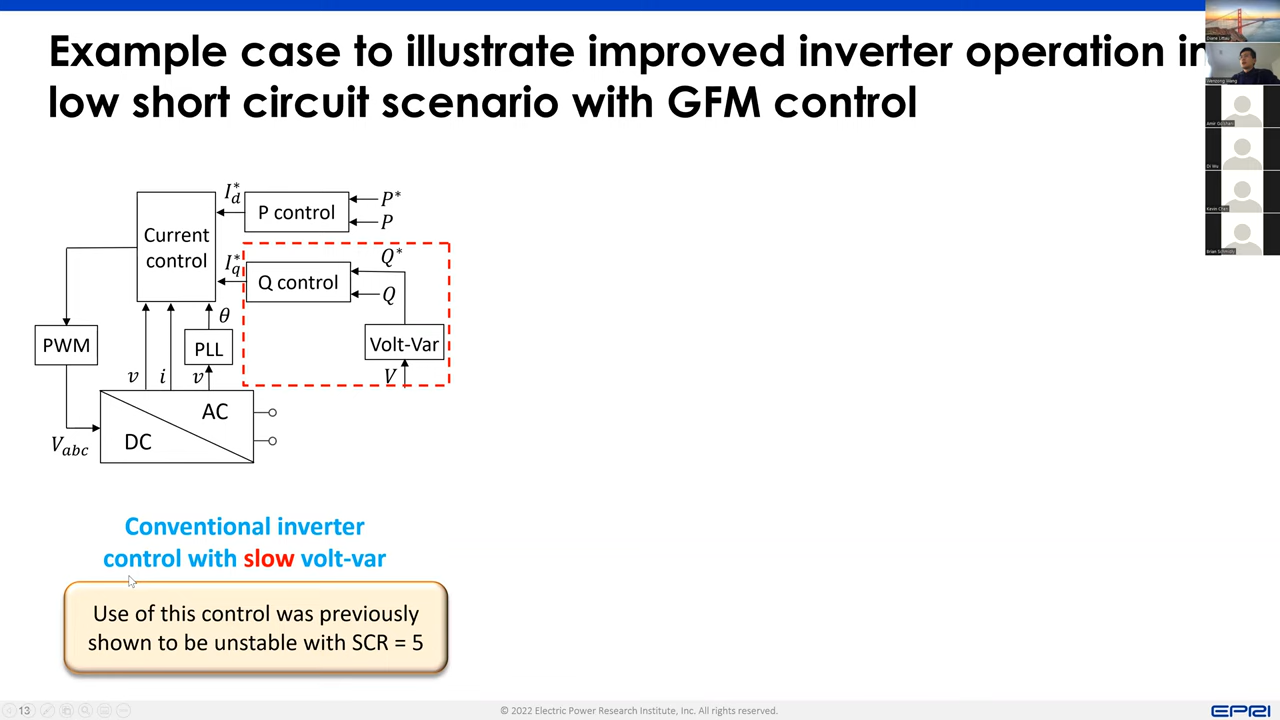 Example case to illustrate improved inverter operation in
low short circuit scenario with GFM control
I*d
P control
P*
P
Current
control
I*q
Q control
Q*
Q
θ
PWM
PLL
Volt-Var
v
i
v
V
AC
DC
Vabc
Conventional inverter
control with slow volt-var
Use of this control was previously
shown to be unstable with SCR = 5
13
© 2022 Electric Power Research Institute, Inc. All rights reserved.
EPRI